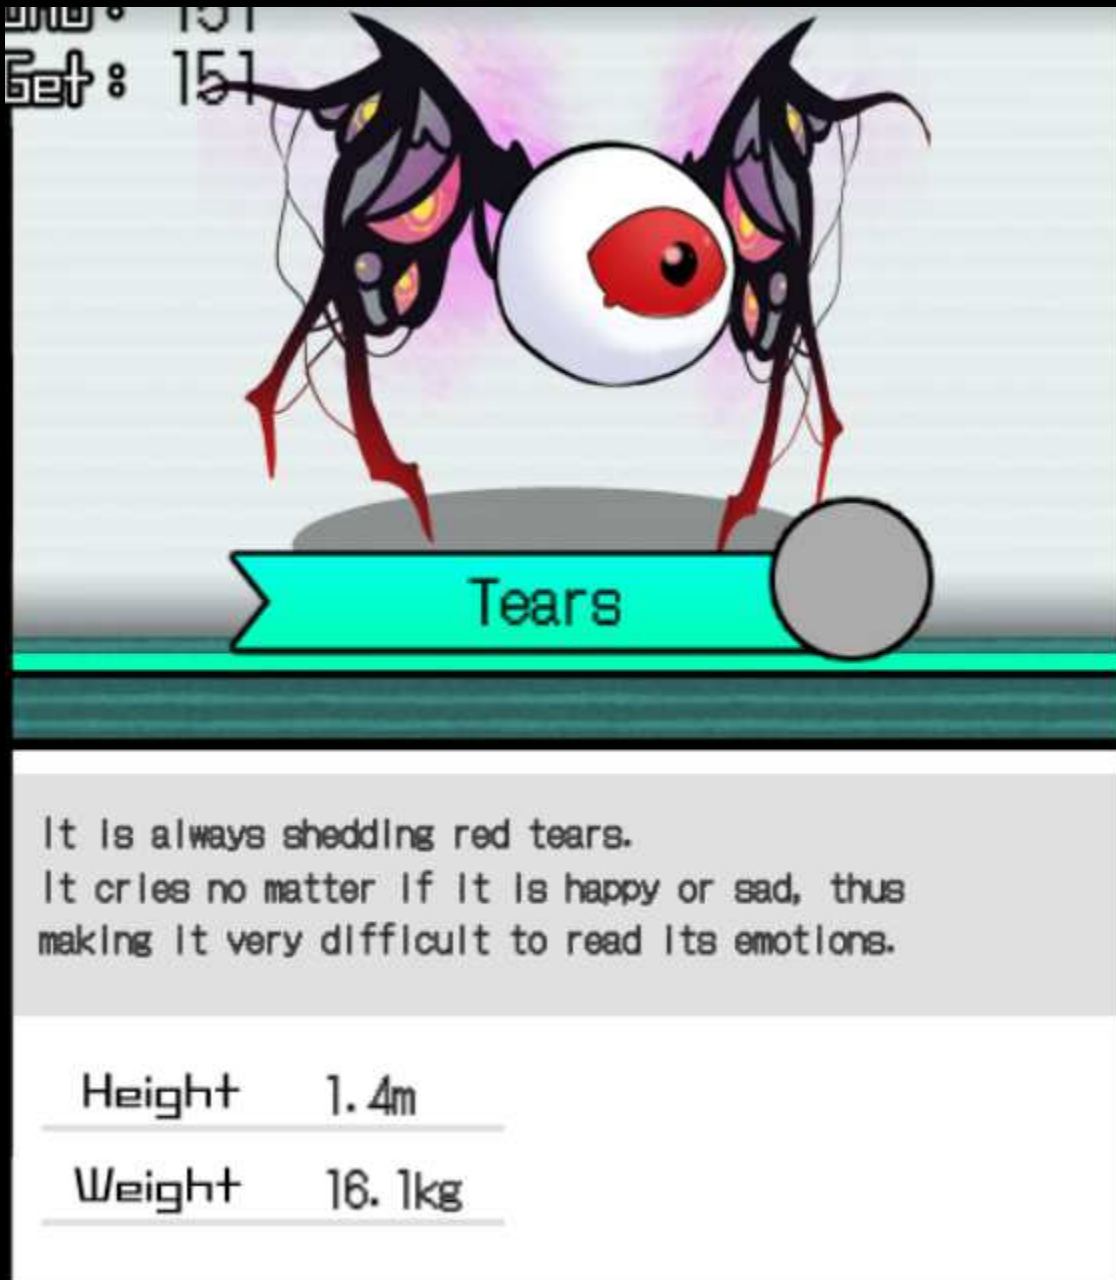 151
Get: 151
Tears
It is always shedding red tears.
It cries no matter if it is happy or sad, thus
making it very difficult to read its emotions.
Height 1.4m
Weight 16.1kg